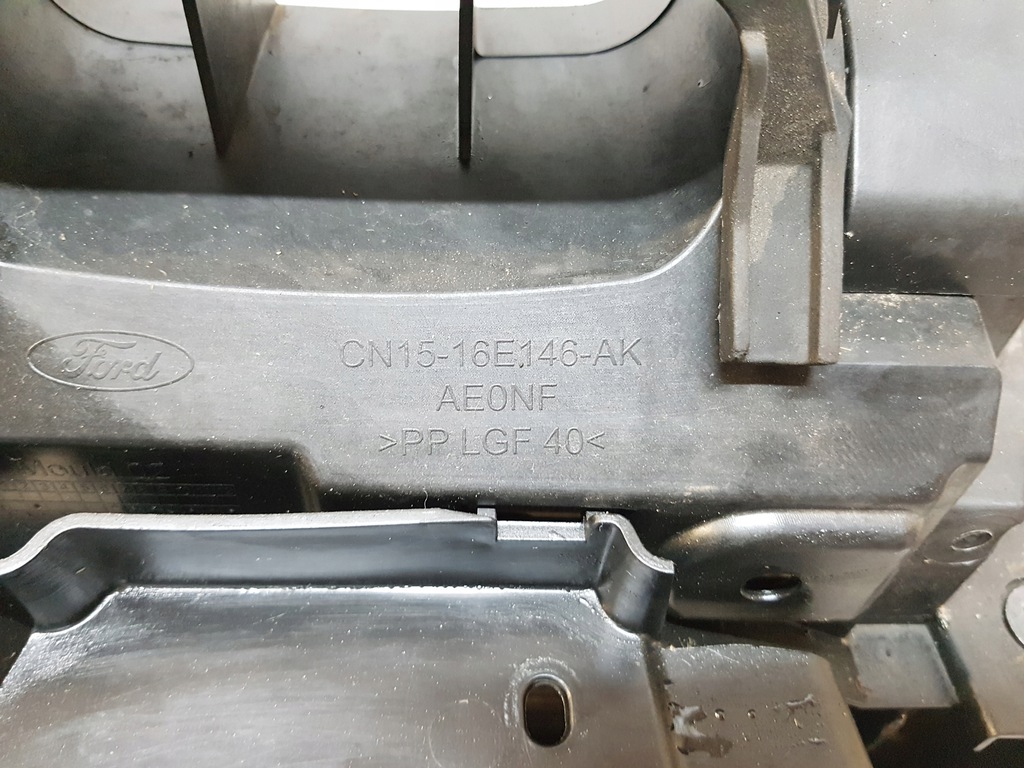 Ford
CN15-16E146-AK
AE0NF
>PP LGF 40<